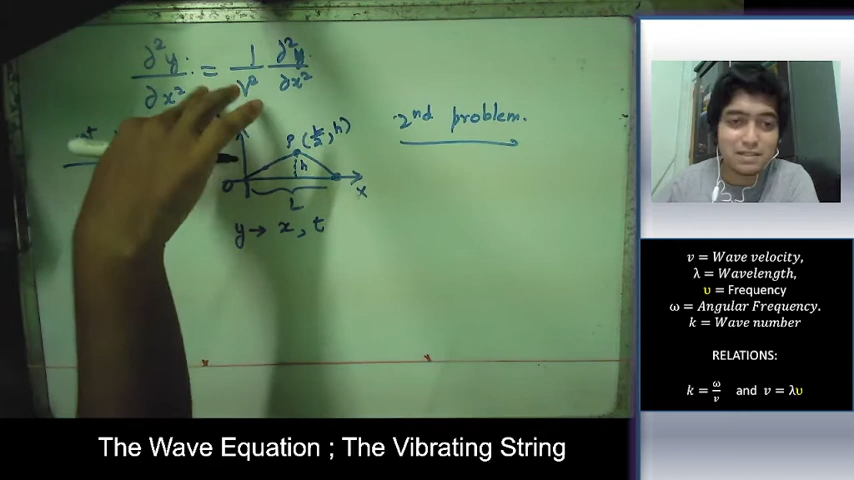 ∂²y / ∂x² = 1/V² ∂²y / ∂x²
2nd problem.
P(L/2, h)
h
O
x
L
y → x, t
v = Wave velocity,
λ = Wavelength,
υ = Frequency
ω = Angular Frequency.
k = Wave number
RELATIONS:
k = ω/v and v = λυ
The Wave Equation ; The Vibrating String